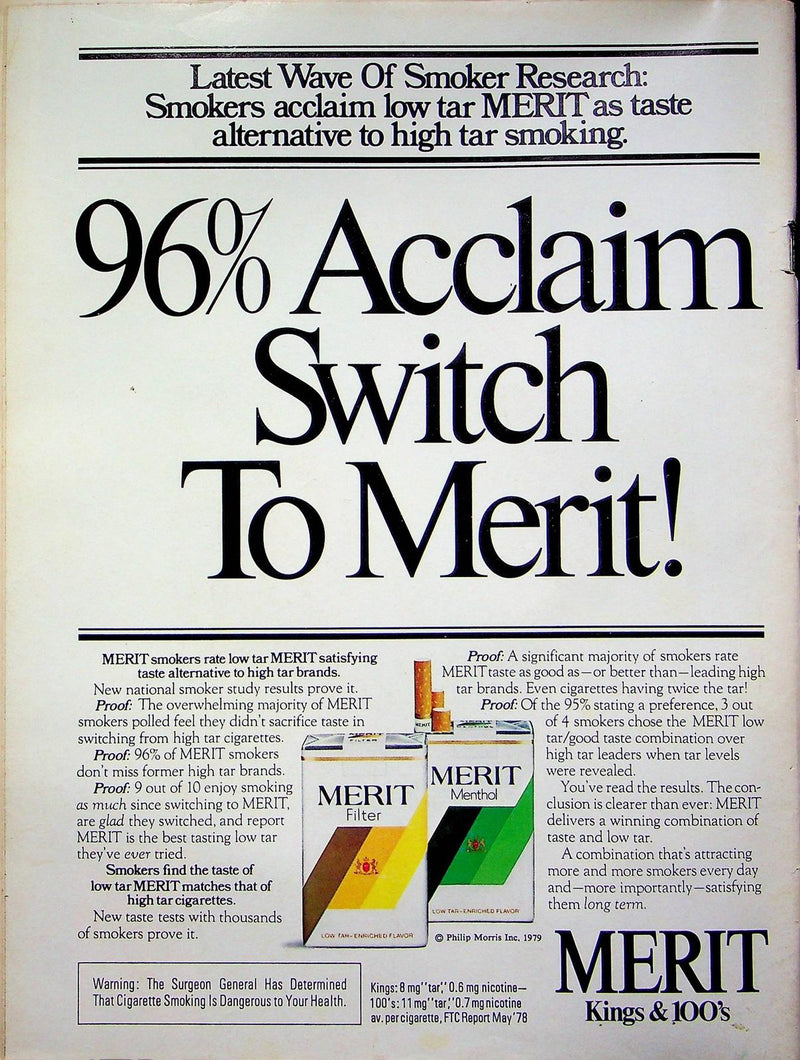 Latest Wave Of Smoker Research:
Smokers acclaim low tar MERIT as taste
alternative to high tar smoking.
96% Acclaim
Switch
To Merit!
MERIT smokers rate low tar MERIT satisfying
taste alternative to high tar brands.
New national smoker study results prove it.
Proof: The overwhelming majority of MERIT
smokers polled feel they didn't sacrifice taste in
switching from high tar cigarettes.
Proof: 96% of MERIT smokers
don't miss former high tar brands.
Proof: 9 out of 10 enjoy smoking
as much since switching to MERIT,
are glad they switched, and report
MERIT is the best tasting low tar
they've ever tried.
Smokers find the taste of
low tar MERIT matches that of
high tar cigarettes.
New taste tests with thousands
of smokers prove it.
Proof: A significant majority of smokers rate
MERIT taste as good as—or better than—leading high
tar brands. Even cigarettes having twice the tar!
Proof: Of the 95% stating a preference, 3 out
of 4 smokers chose the MERIT low
tar/good taste combination over
high tar leaders when tar levels
were revealed.
You've read the results. The con-
clusion is clearer than ever: MERIT
delivers a winning combination of
taste and low tar.
A combination that's attracting
more and more smokers every day
and—more importantly—satisfying
them long term.
MERIT
FILTER
MERIT
Filter
LOW TAR-ENRICHED FLAVOR
MERIT
Menthol
LOW TAR-ENRICHED FLAVOR
© Philip Morris Inc. 1979
Warning: The Surgeon General Has Determined
That Cigarette Smoking Is Dangerous to Your Health.
Kings: 8 mg "tar," 0.6 mg nicotine—
100's: 11 mg "tar," 0.7 mg nicotine
av. per cigarette, FTC Report May '78
MERIT
Kings & 100's